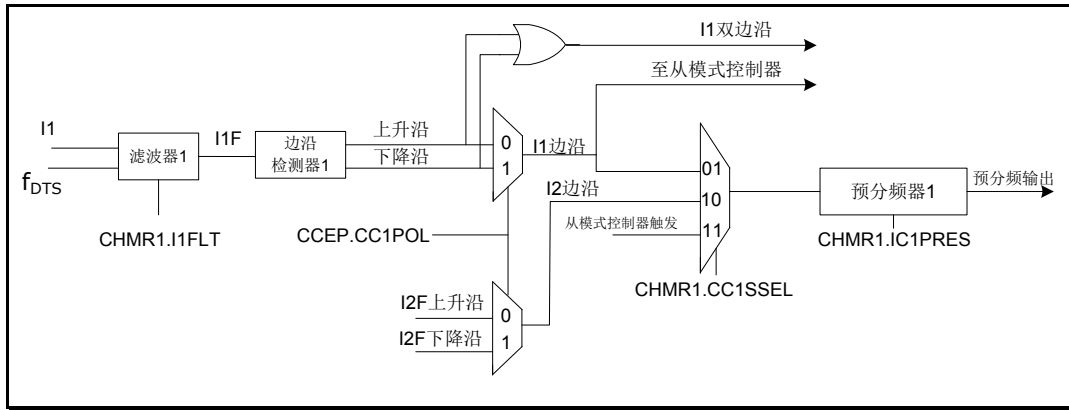 I1双边沿
至从模式控制器
I1
f_DTS
滤波器1
I1F
边沿
检测器1
上升沿
下降沿
0
1
I1边沿
I2边沿
从模式控制器触发
01
10
11
预分频器1
预分频输出
CHMR1.I1FLT
CCEP.CC1POL
CHMR1.IC1PRES
CHMR1.CC1SSEL
I2F上升沿
I2F下降沿
0
1